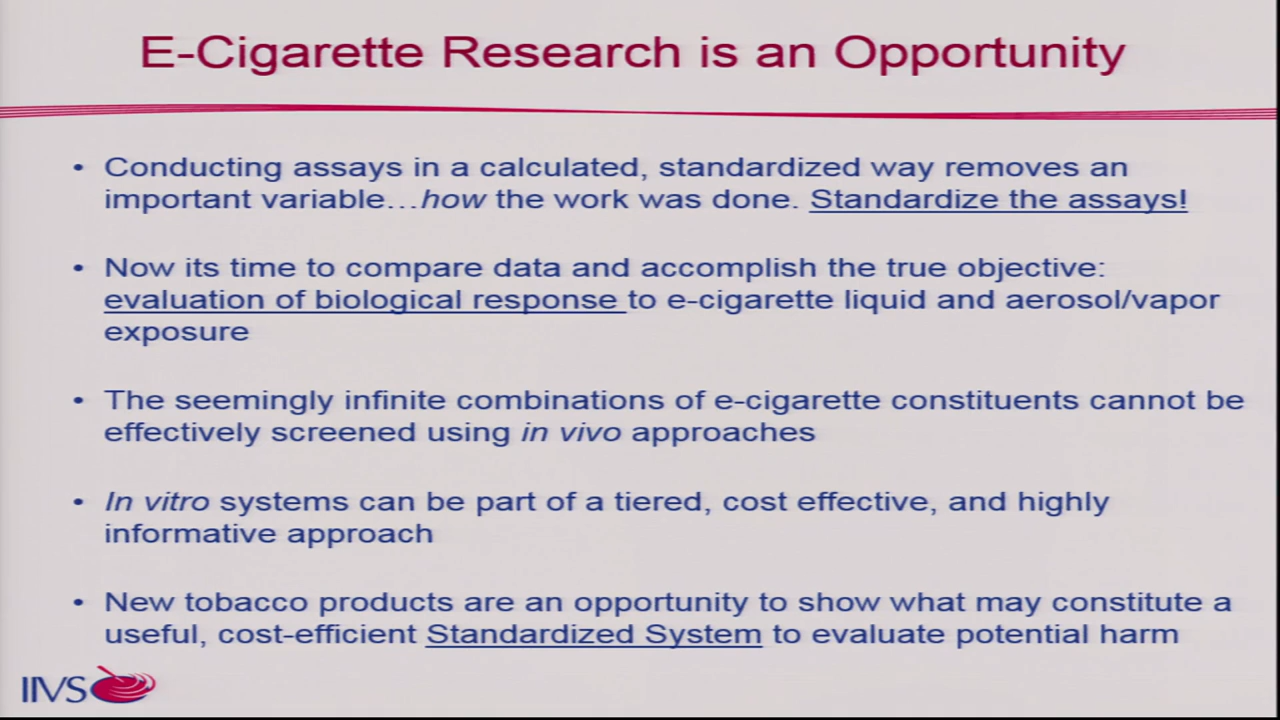 E-Cigarette Research is an Opportunity
• Conducting assays in a calculated, standardized way removes an
important variable…how the work was done. Standardize the assays!
• Now its time to compare data and accomplish the true objective:
evaluation of biological response to e-cigarette liquid and aerosol/vapor
exposure
• The seemingly infinite combinations of e-cigarette constituents cannot be
effectively screened using in vivo approaches
• In vitro systems can be part of a tiered, cost effective, and highly
informative approach
• New tobacco products are an opportunity to show what may constitute a
useful, cost-efficient Standardized System to evaluate potential harm
IIVS